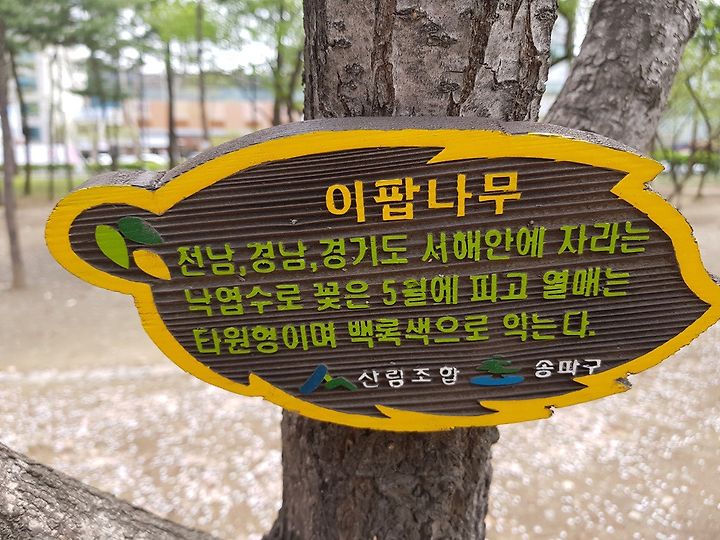 이팝나무
전남,경남,경기도 서해안에 자라는
낙엽수로 꽃은 5월에 피고 열매는
타원형이며 백록색으로 익는다.
산림조합 송파구